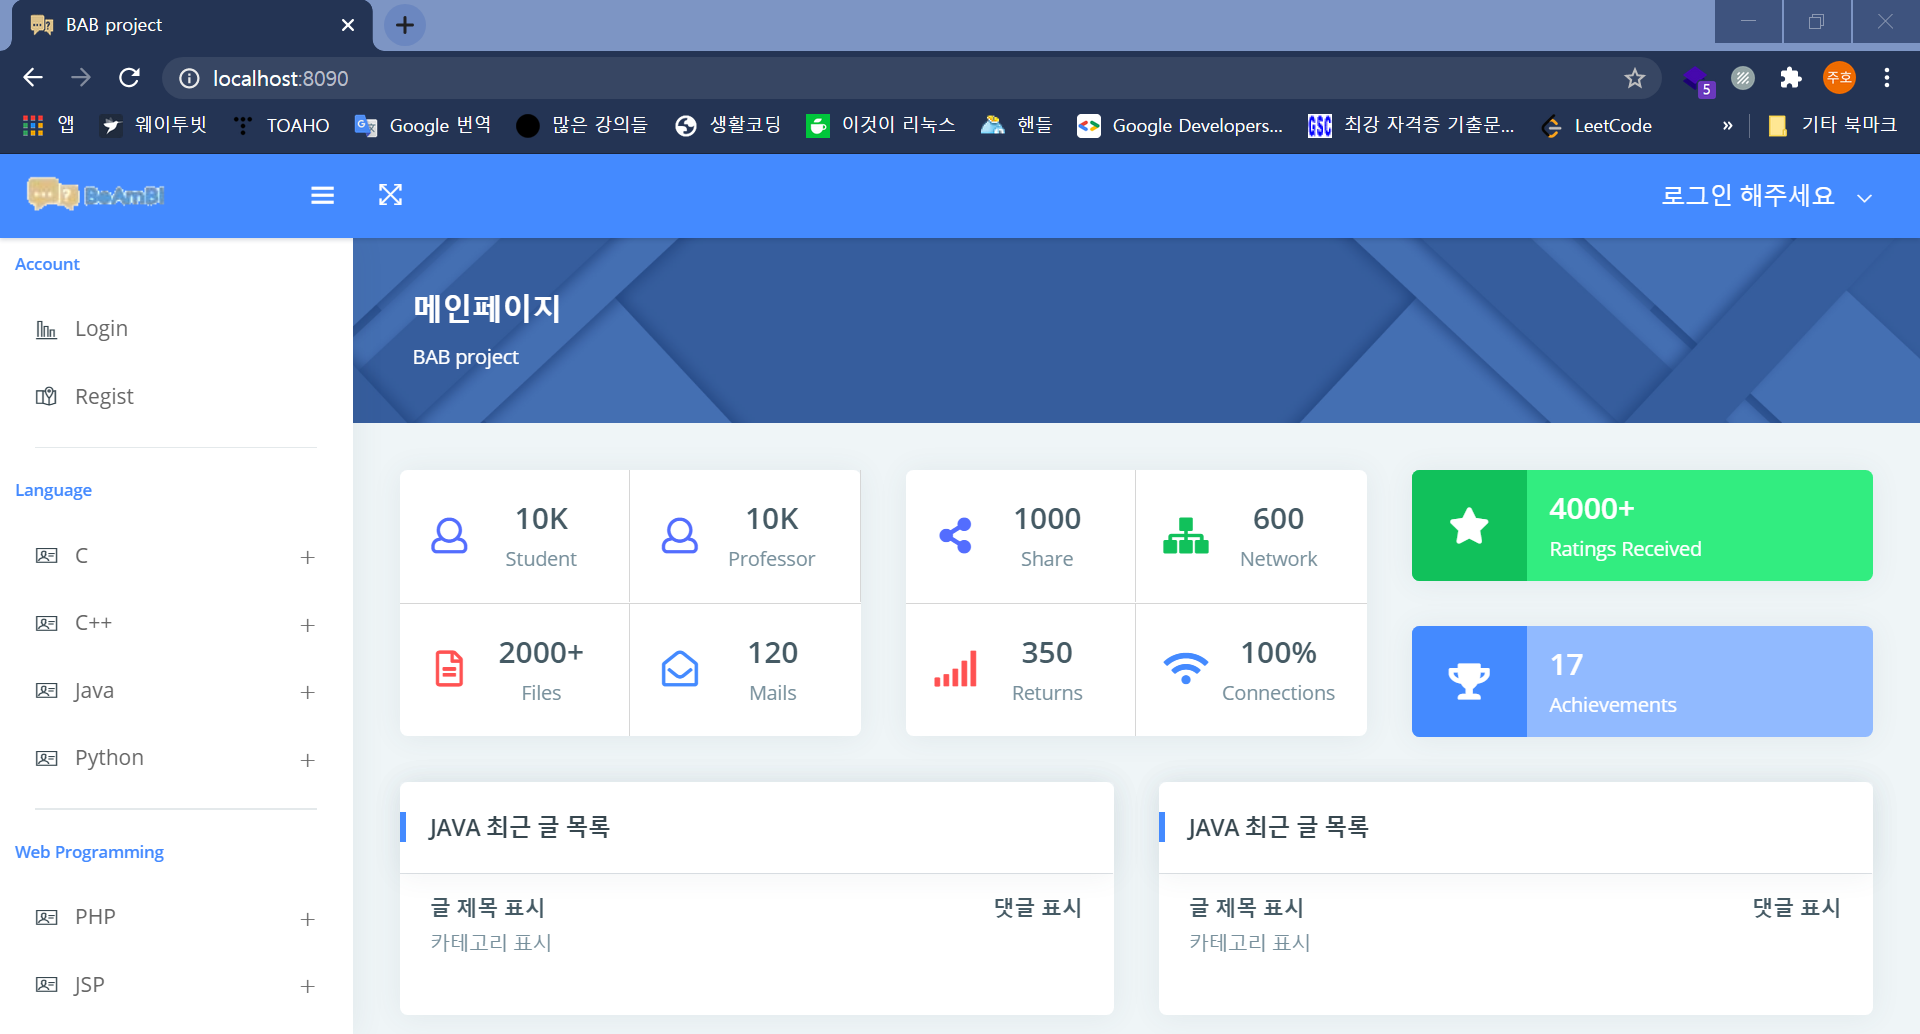 BAB project
localhost:8090
5
주호
앱
웨이투빗
TOAHO
Google 번역
많은 강의들
생활코딩
이것이 리눅스
핸들
Google Developers...
GSC
최강 자격증 기출문...
LeetCode
»
기타 북마크
BeAmBI
로그인 해주세요
Account
Login
Regist
Language
C
C++
Java
Python
Web Programming
PHP
JSP
메인페이지
BAB project
10K
Student
10K
Professor
2000+
Files
120
Mails
1000
Share
600
Network
350
Returns
100%
Connections
4000+
Ratings Received
17
Achievements
JAVA 최근 글 목록
글 제목 표시
댓글 표시
카테고리 표시
JAVA 최근 글 목록
글 제목 표시
댓글 표시
카테고리 표시